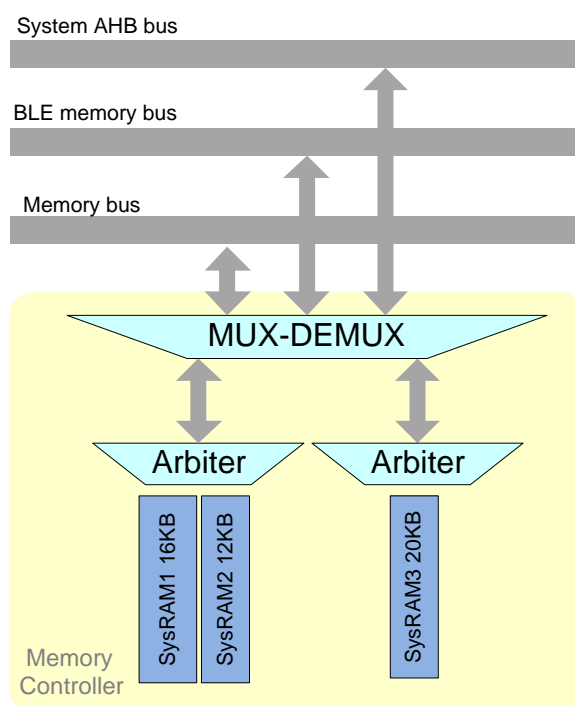 System AHB bus
BLE memory bus
Memory bus
MUX-DEMUX
Arbiter
Arbiter
SysRAM1 16KB
SysRAM2 12KB
SysRAM3 20KB
Memory
Controller